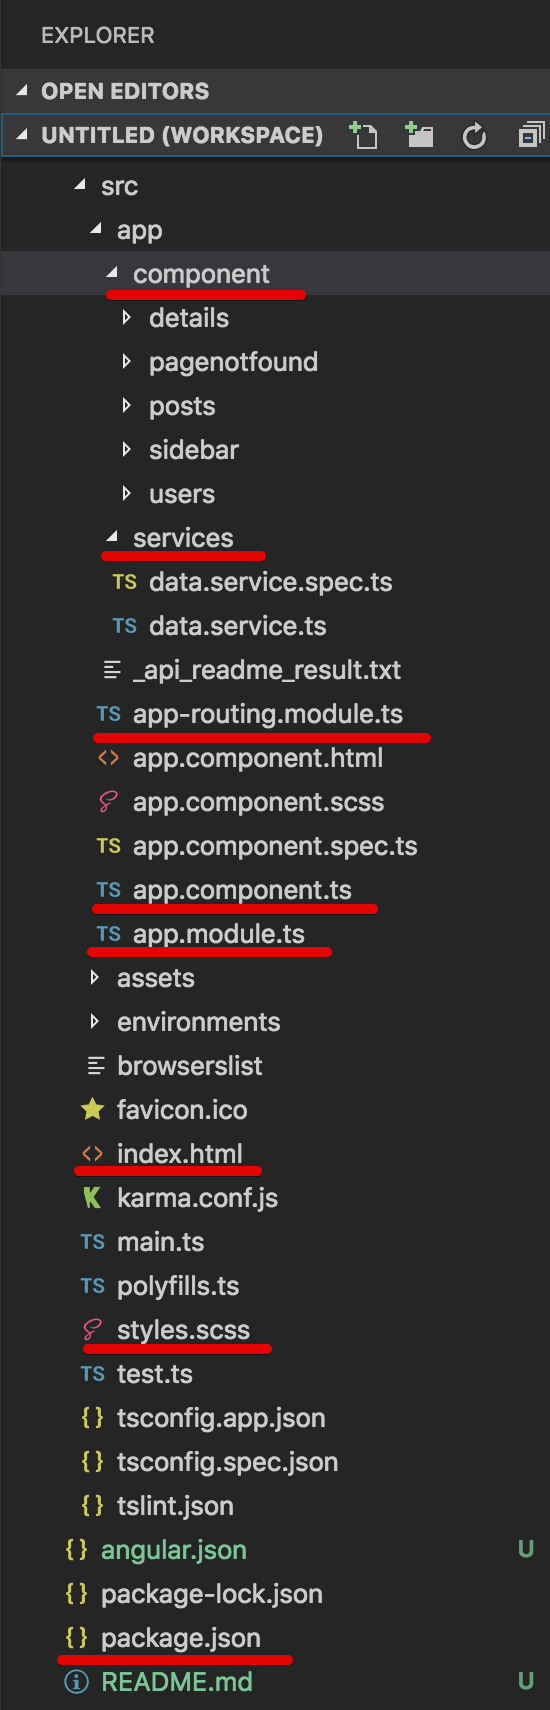 EXPLORER
OPEN EDITORS
UNTITLED (WORKSPACE)
src
app
component
details
pagenotfound
posts
sidebar
users
services
TS data.service.spec.ts
TS data.service.ts
_api_readme_result.txt
TS app-routing.module.ts
<> app.component.html
app.component.scss
TS app.component.spec.ts
TS app.component.ts
TS app.module.ts
assets
environments
browserslist
favicon.ico
<> index.html
K karma.conf.js
TS main.ts
TS polyfills.ts
styles.scss
TS test.ts
{} tsconfig.app.json
{} tsconfig.spec.json
{} tslint.json
{} angular.json U
{} package-lock.json
{} package.json
README.md U